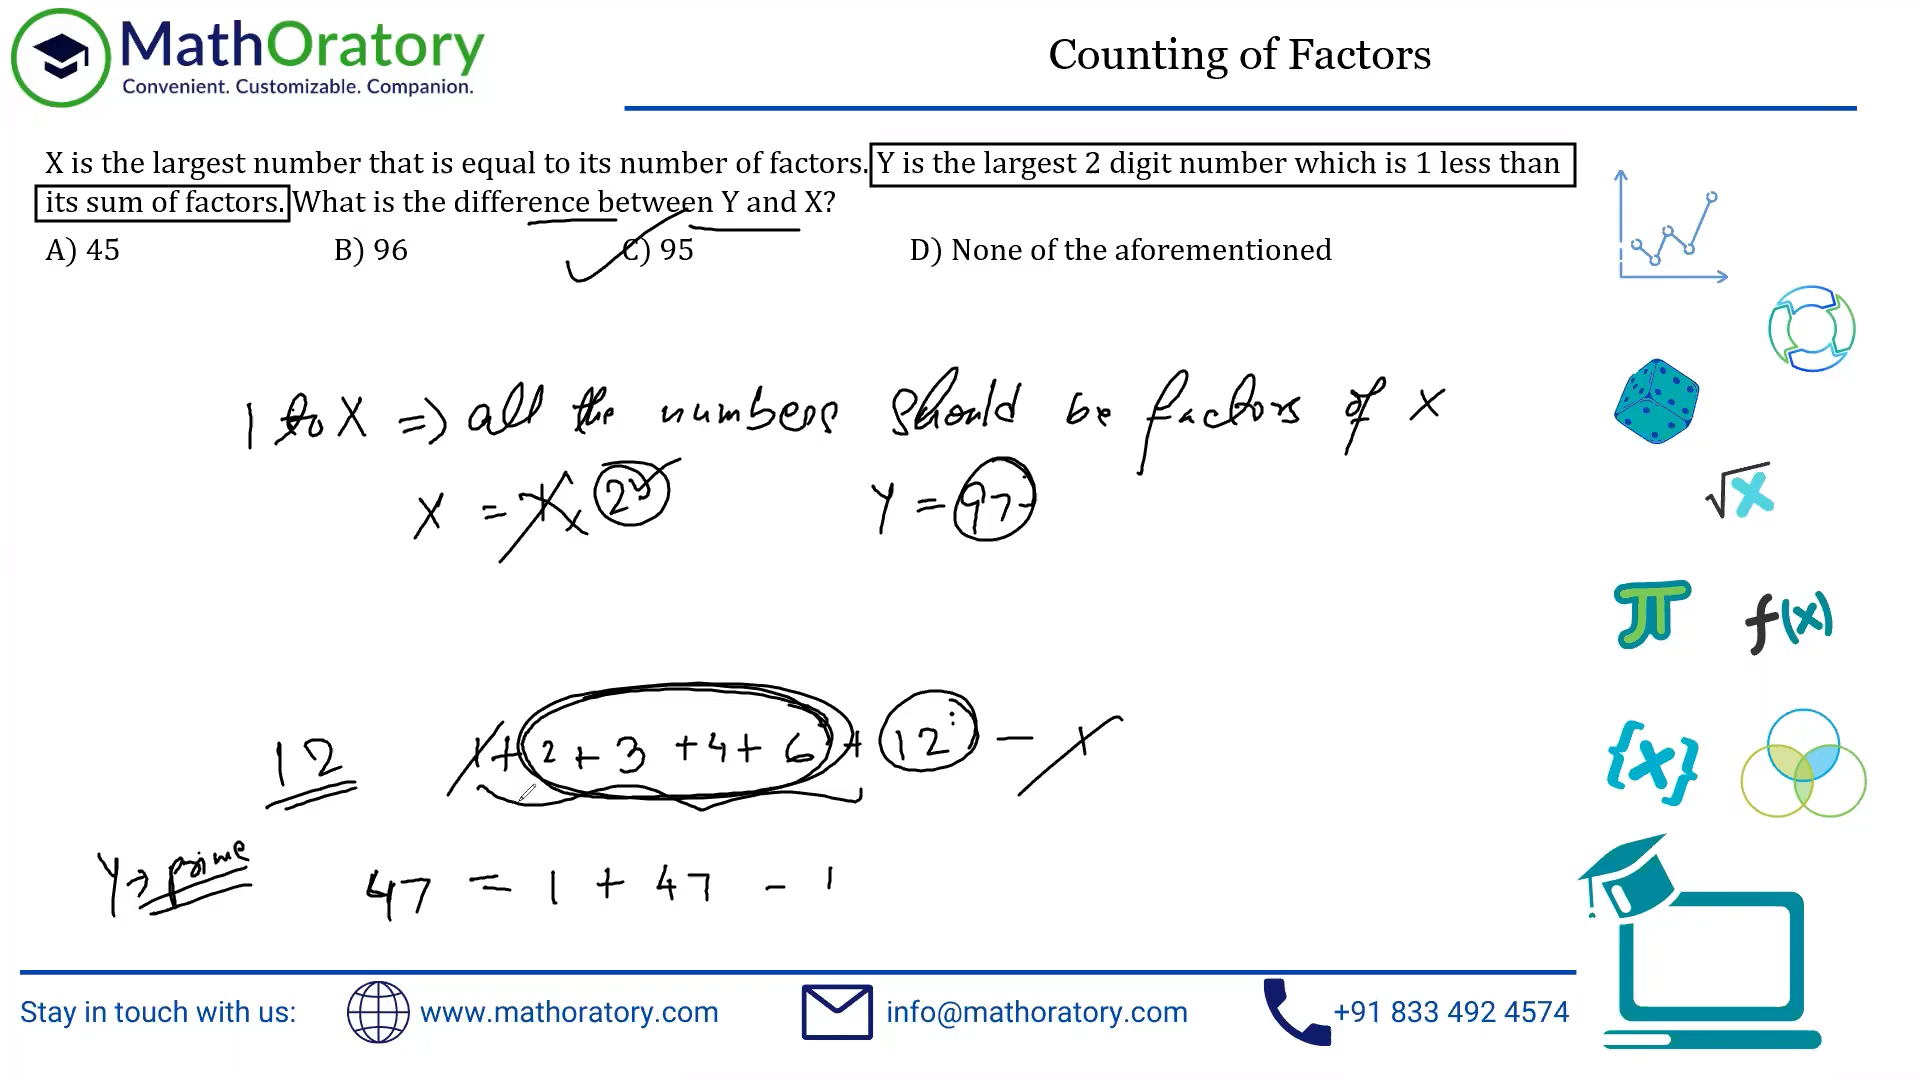 MathOratory
Convenient. Customizable. Companion.
Counting of Factors
X is the largest number that is equal to its number of factors. Y is the largest 2 digit number which is 1 less than
its sum of factors. What is the difference between Y and X?
A) 45 B) 96 C) 95 D) None of the aforementioned
1 to X => all the numbers should be factors of X
X = 2 Y = 97
√x
π f(x)
12 1 + 2 + 3 + 4 + 6 + 12 - 1
{x}
Y → prime 47 = 1 + 47 - 1
Stay in touch with us: www.mathoratory.com info@mathoratory.com +91 833 492 4574